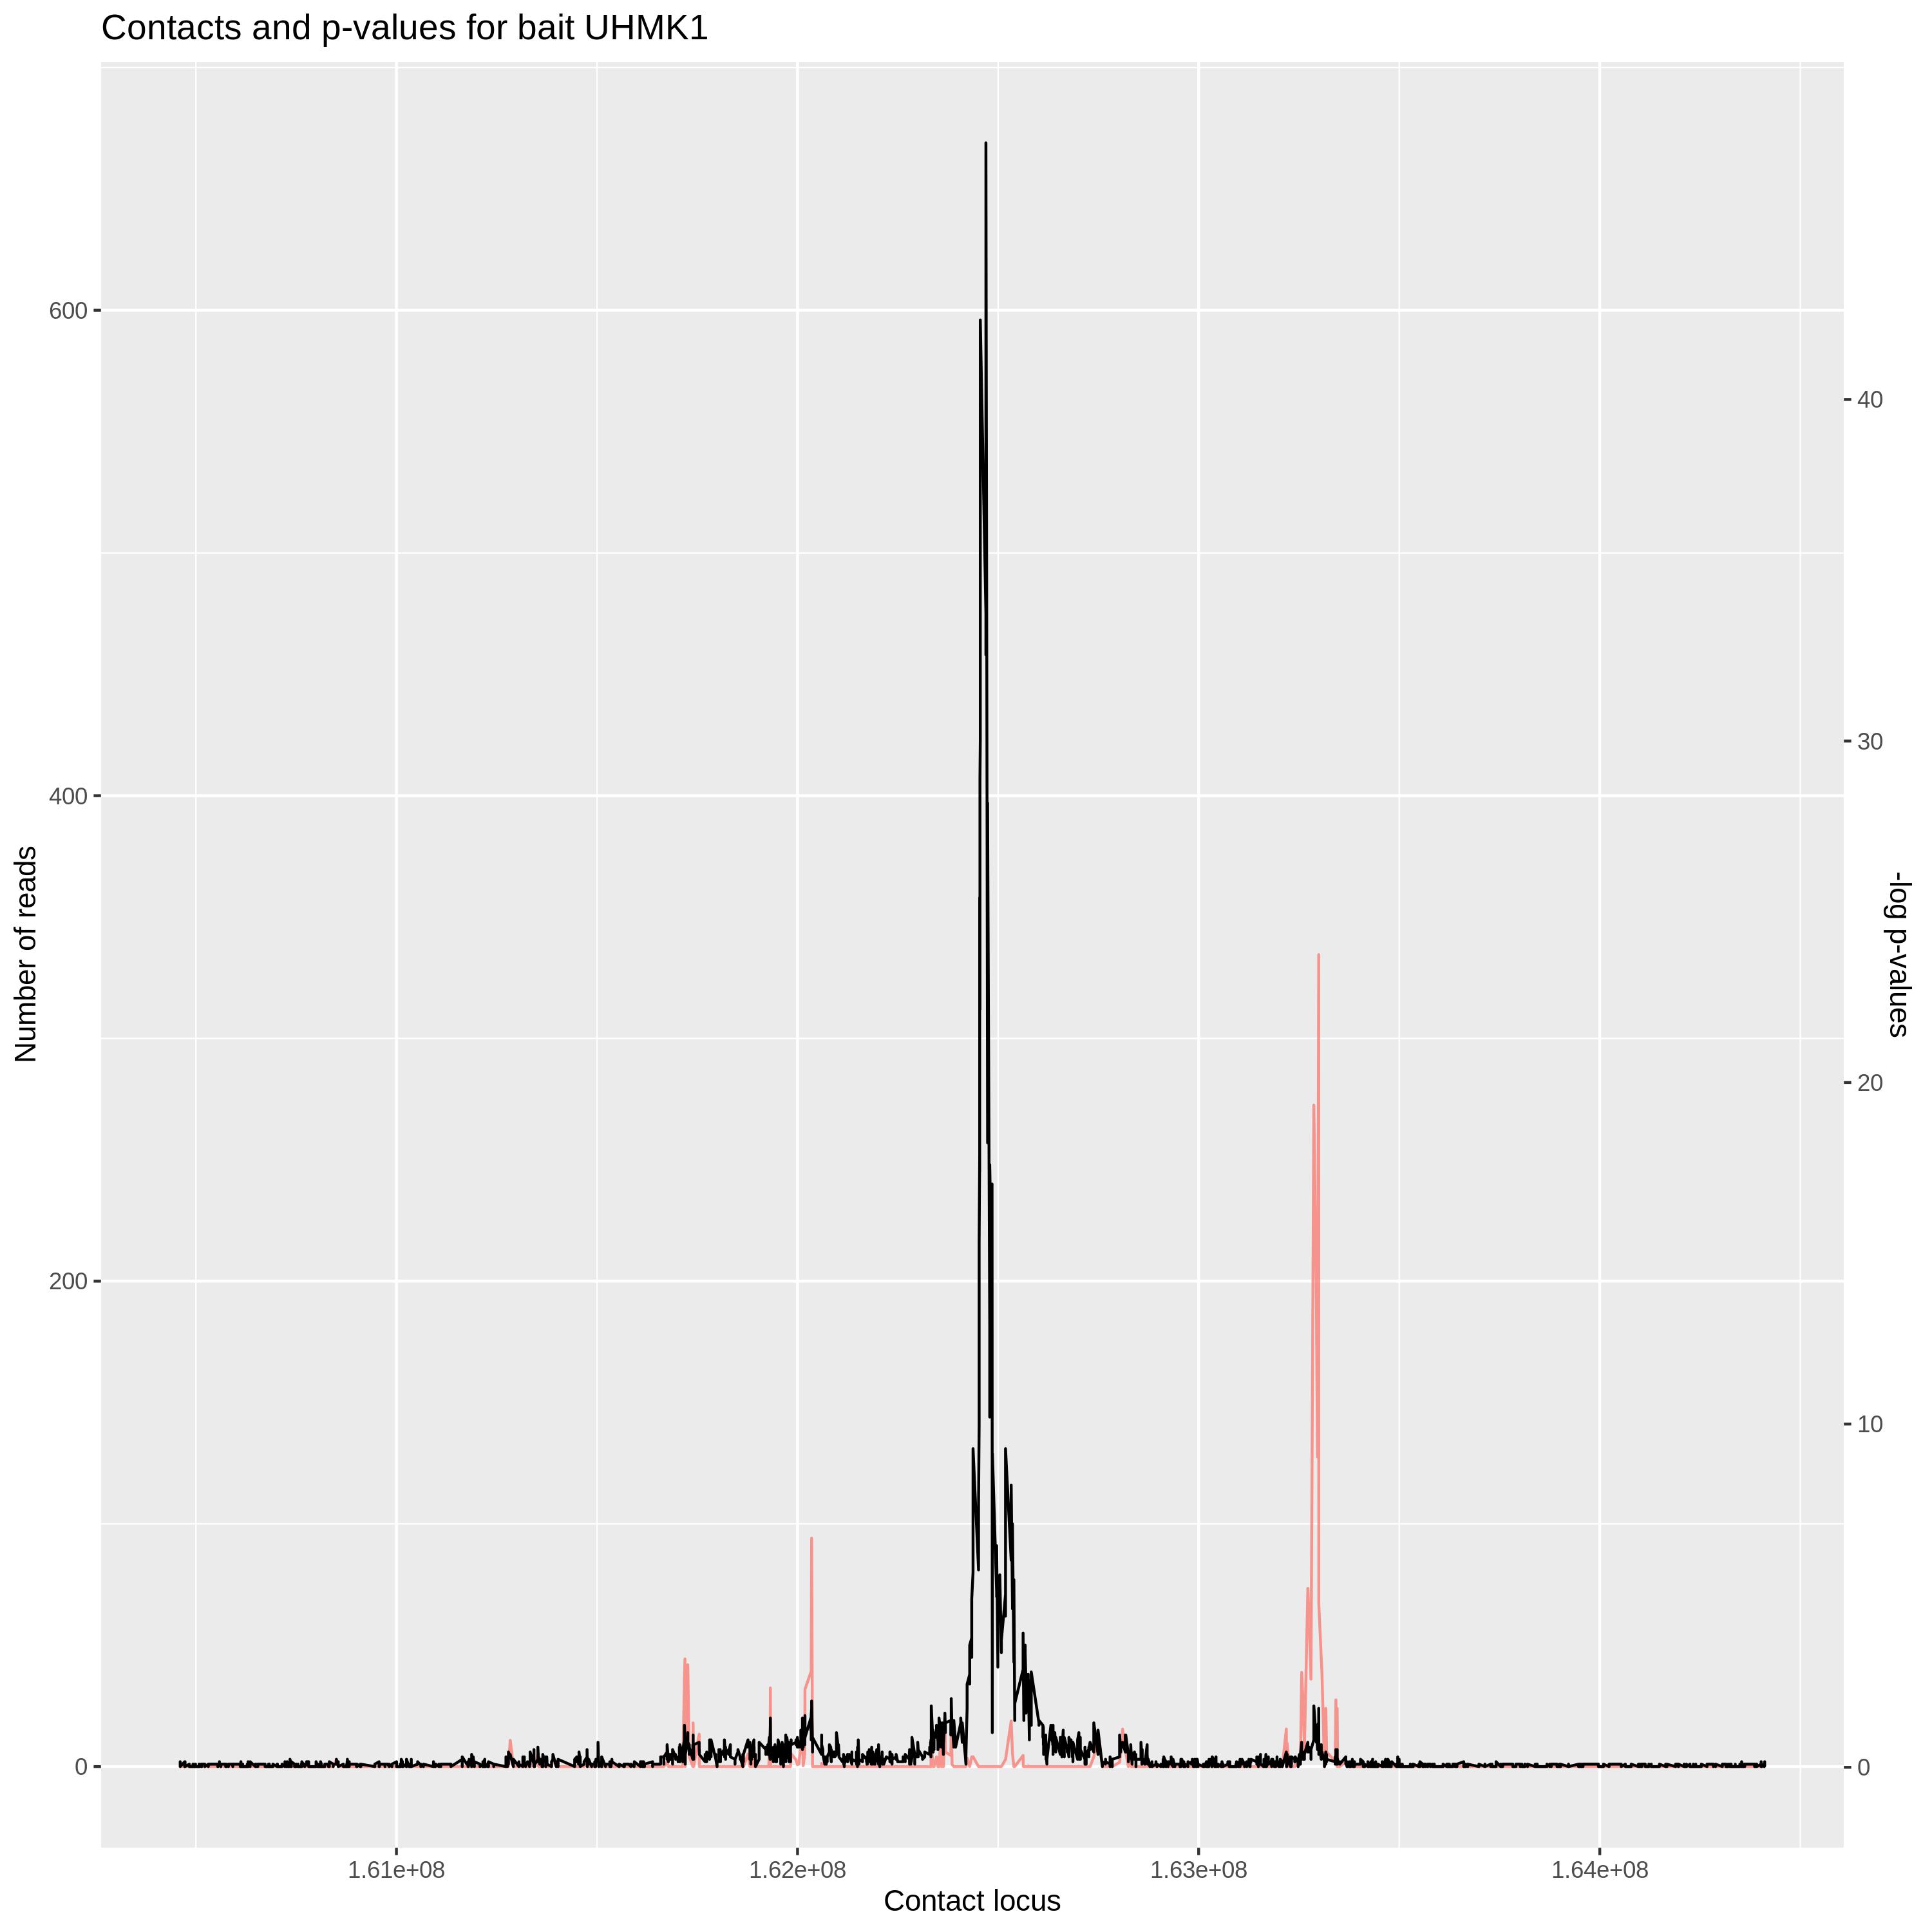 Contacts and p-values for bait UHMK1
600
400
200
0
Number of reads
40
30
20
10
0
-log p-values
1.61e+08
1.62e+08
1.63e+08
1.64e+08
Contact locus